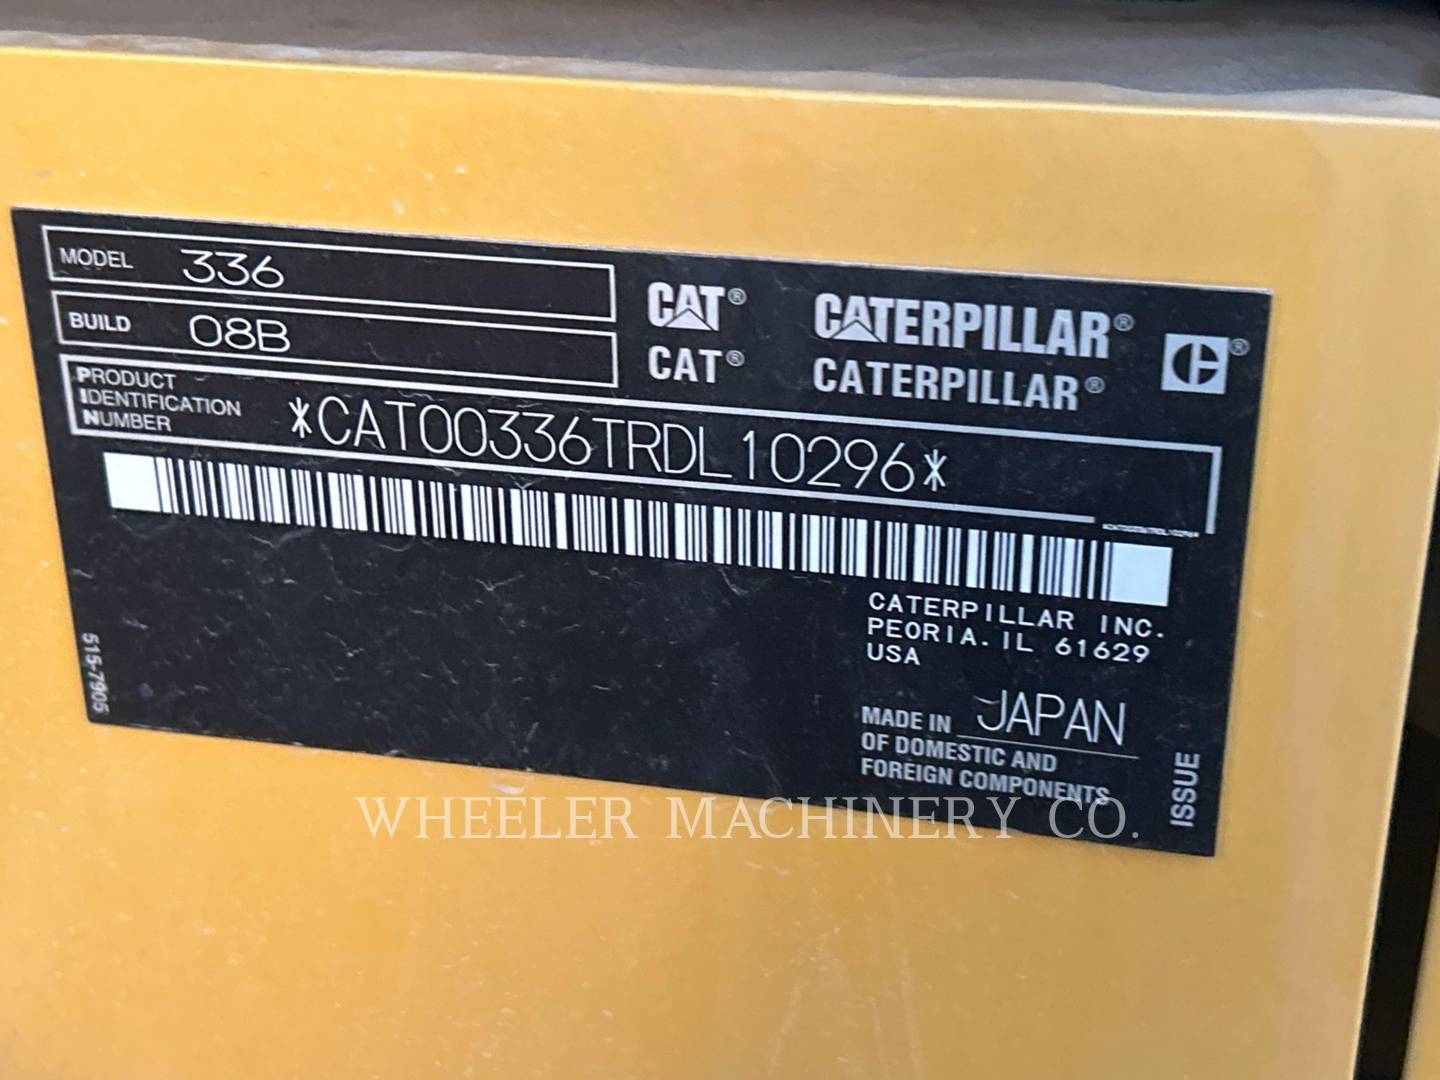 MODEL 336
BUILD 08B
PRODUCT
IDENTIFICATION
NUMBER
*CAT00336TRDL10296*
CAT® CATERPILLAR®
CAT® CATERPILLAR®
CATERPILLAR INC.
PEORIA. IL 61629
USA
MADE IN JAPAN
OF DOMESTIC AND
FOREIGN COMPONENTS
515-7905
ISSUE
WHEELER MACHINERY CO.